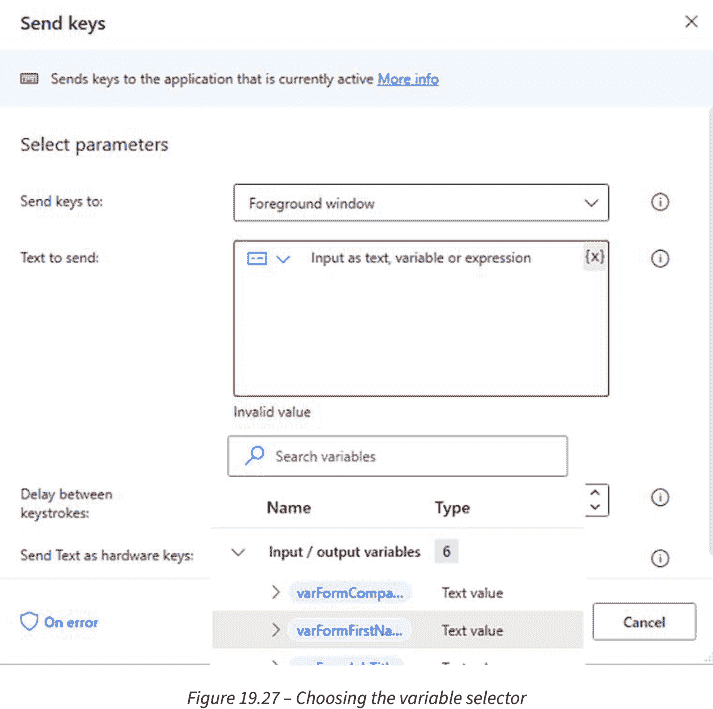 Send keys
Sends keys to the application that is currently active More info
Select parameters
Send keys to:
Foreground window
Text to send:
Input as text, variable or expression
{x}
Invalid value
Search variables
Delay between
keystrokes:
Name Type
Send Text as hardware keys:
Input / output variables 6
varFormCompa... Text value
varFormFirstNa... Text value
On error
Cancel
Figure 19.27 – Choosing the variable selector